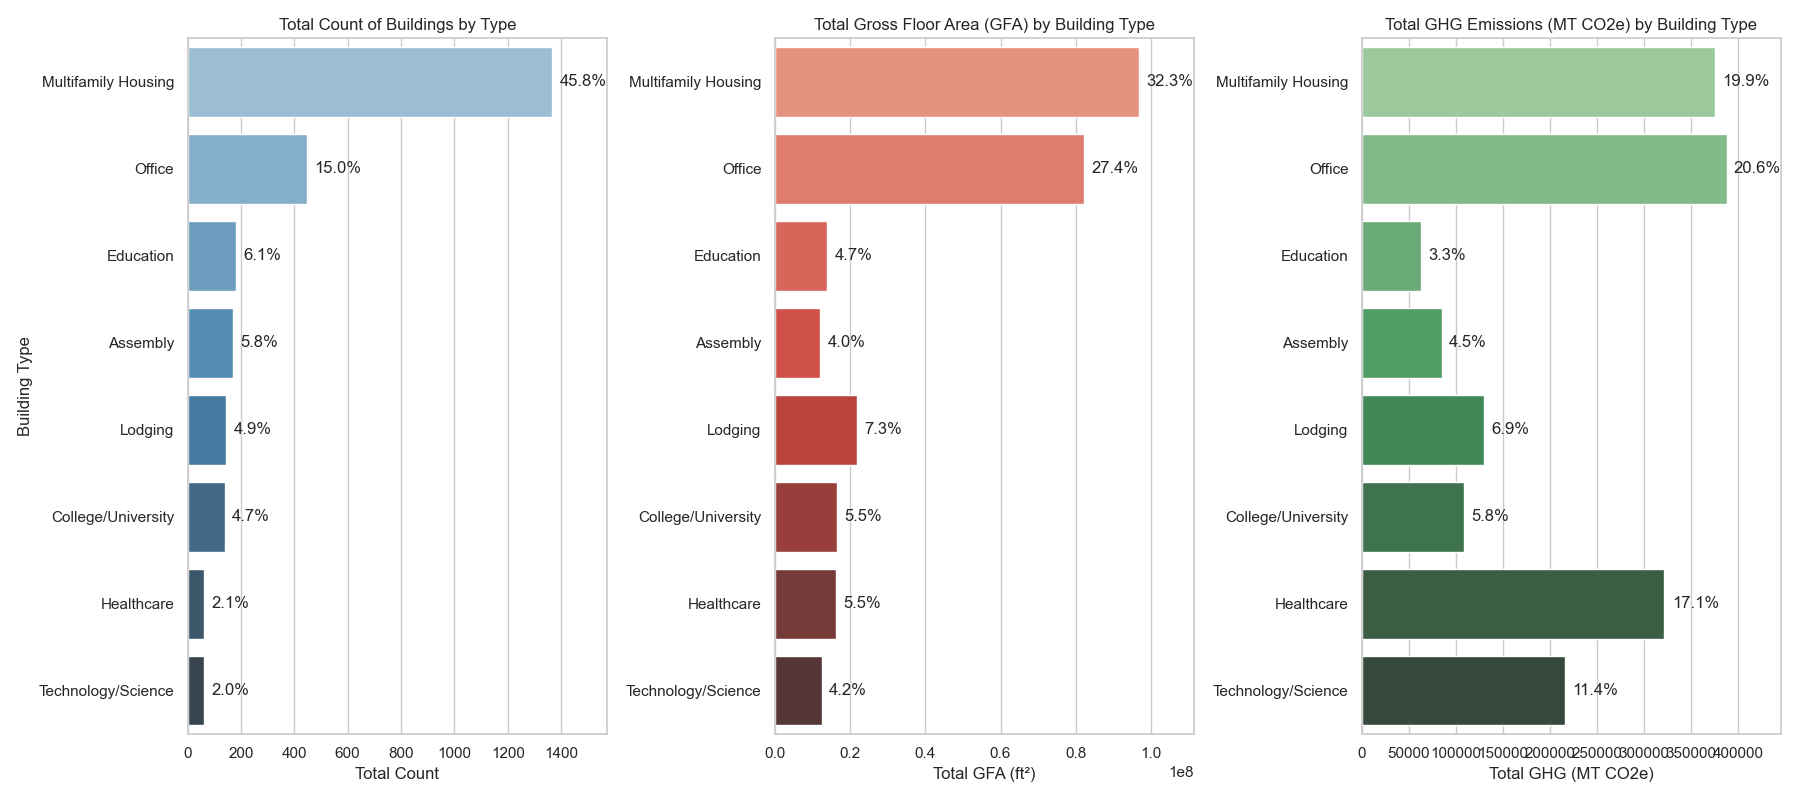 Total Count of Buildings by Type
Building Type
Multifamily Housing
45.8%
Office
15.0%
Education
6.1%
Assembly
5.8%
Lodging
4.9%
College/University
4.7%
Healthcare
2.1%
Technology/Science
2.0%
0 200 400 600 800 1000 1200 1400
Total Count
Total Gross Floor Area (GFA) by Building Type
Multifamily Housing
32.3%
Office
27.4%
Education
4.7%
Assembly
4.0%
Lodging
7.3%
College/University
5.5%
Healthcare
5.5%
Technology/Science
4.2%
0.0 0.2 0.4 0.6 0.8 1.0
1e8
Total GFA (ft²)
Total GHG Emissions (MT CO2e) by Building Type
Multifamily Housing
19.9%
Office
20.6%
Education
3.3%
Assembly
4.5%
Lodging
6.9%
College/University
5.8%
Healthcare
17.1%
Technology/Science
11.4%
0 50000 100000 150000 200000 250000 300000 350000 400000
Total GHG (MT CO2e)